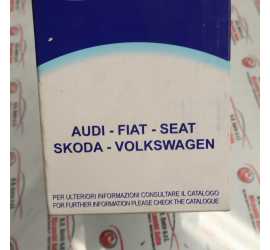 AUDI - FIAT - SEAT
SKODA - VOLKSWAGEN
PER ULTERIORI INFORMAZIONI CONSULTARE IL CATALOGO
FOR FURTHER INFORMATION PLEASE CHECK THE CATALOGUE